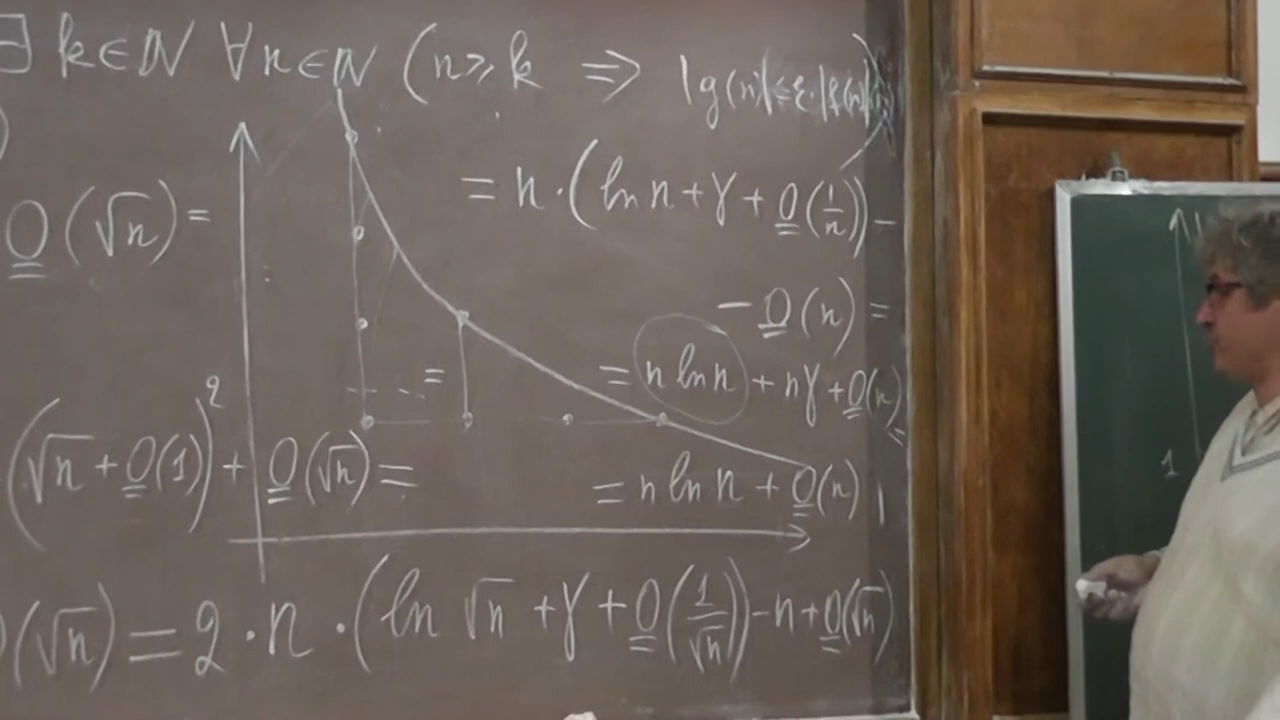 ∃ k∈ℕ ∀n∈ℕ (n⩾k ⇒ |g(n)|⩽ε·|f(n)|)
O(√n)=
=n·(ln n+γ+O(1/n))−
−O(n)=
= n ln n + nγ + O(n) =
=
(√n+O(1))²+ O(√n)=
= n ln n + O(n)
(√n)=2·n·(ln √n +γ+O(1/√n))−n+O(√n)
1